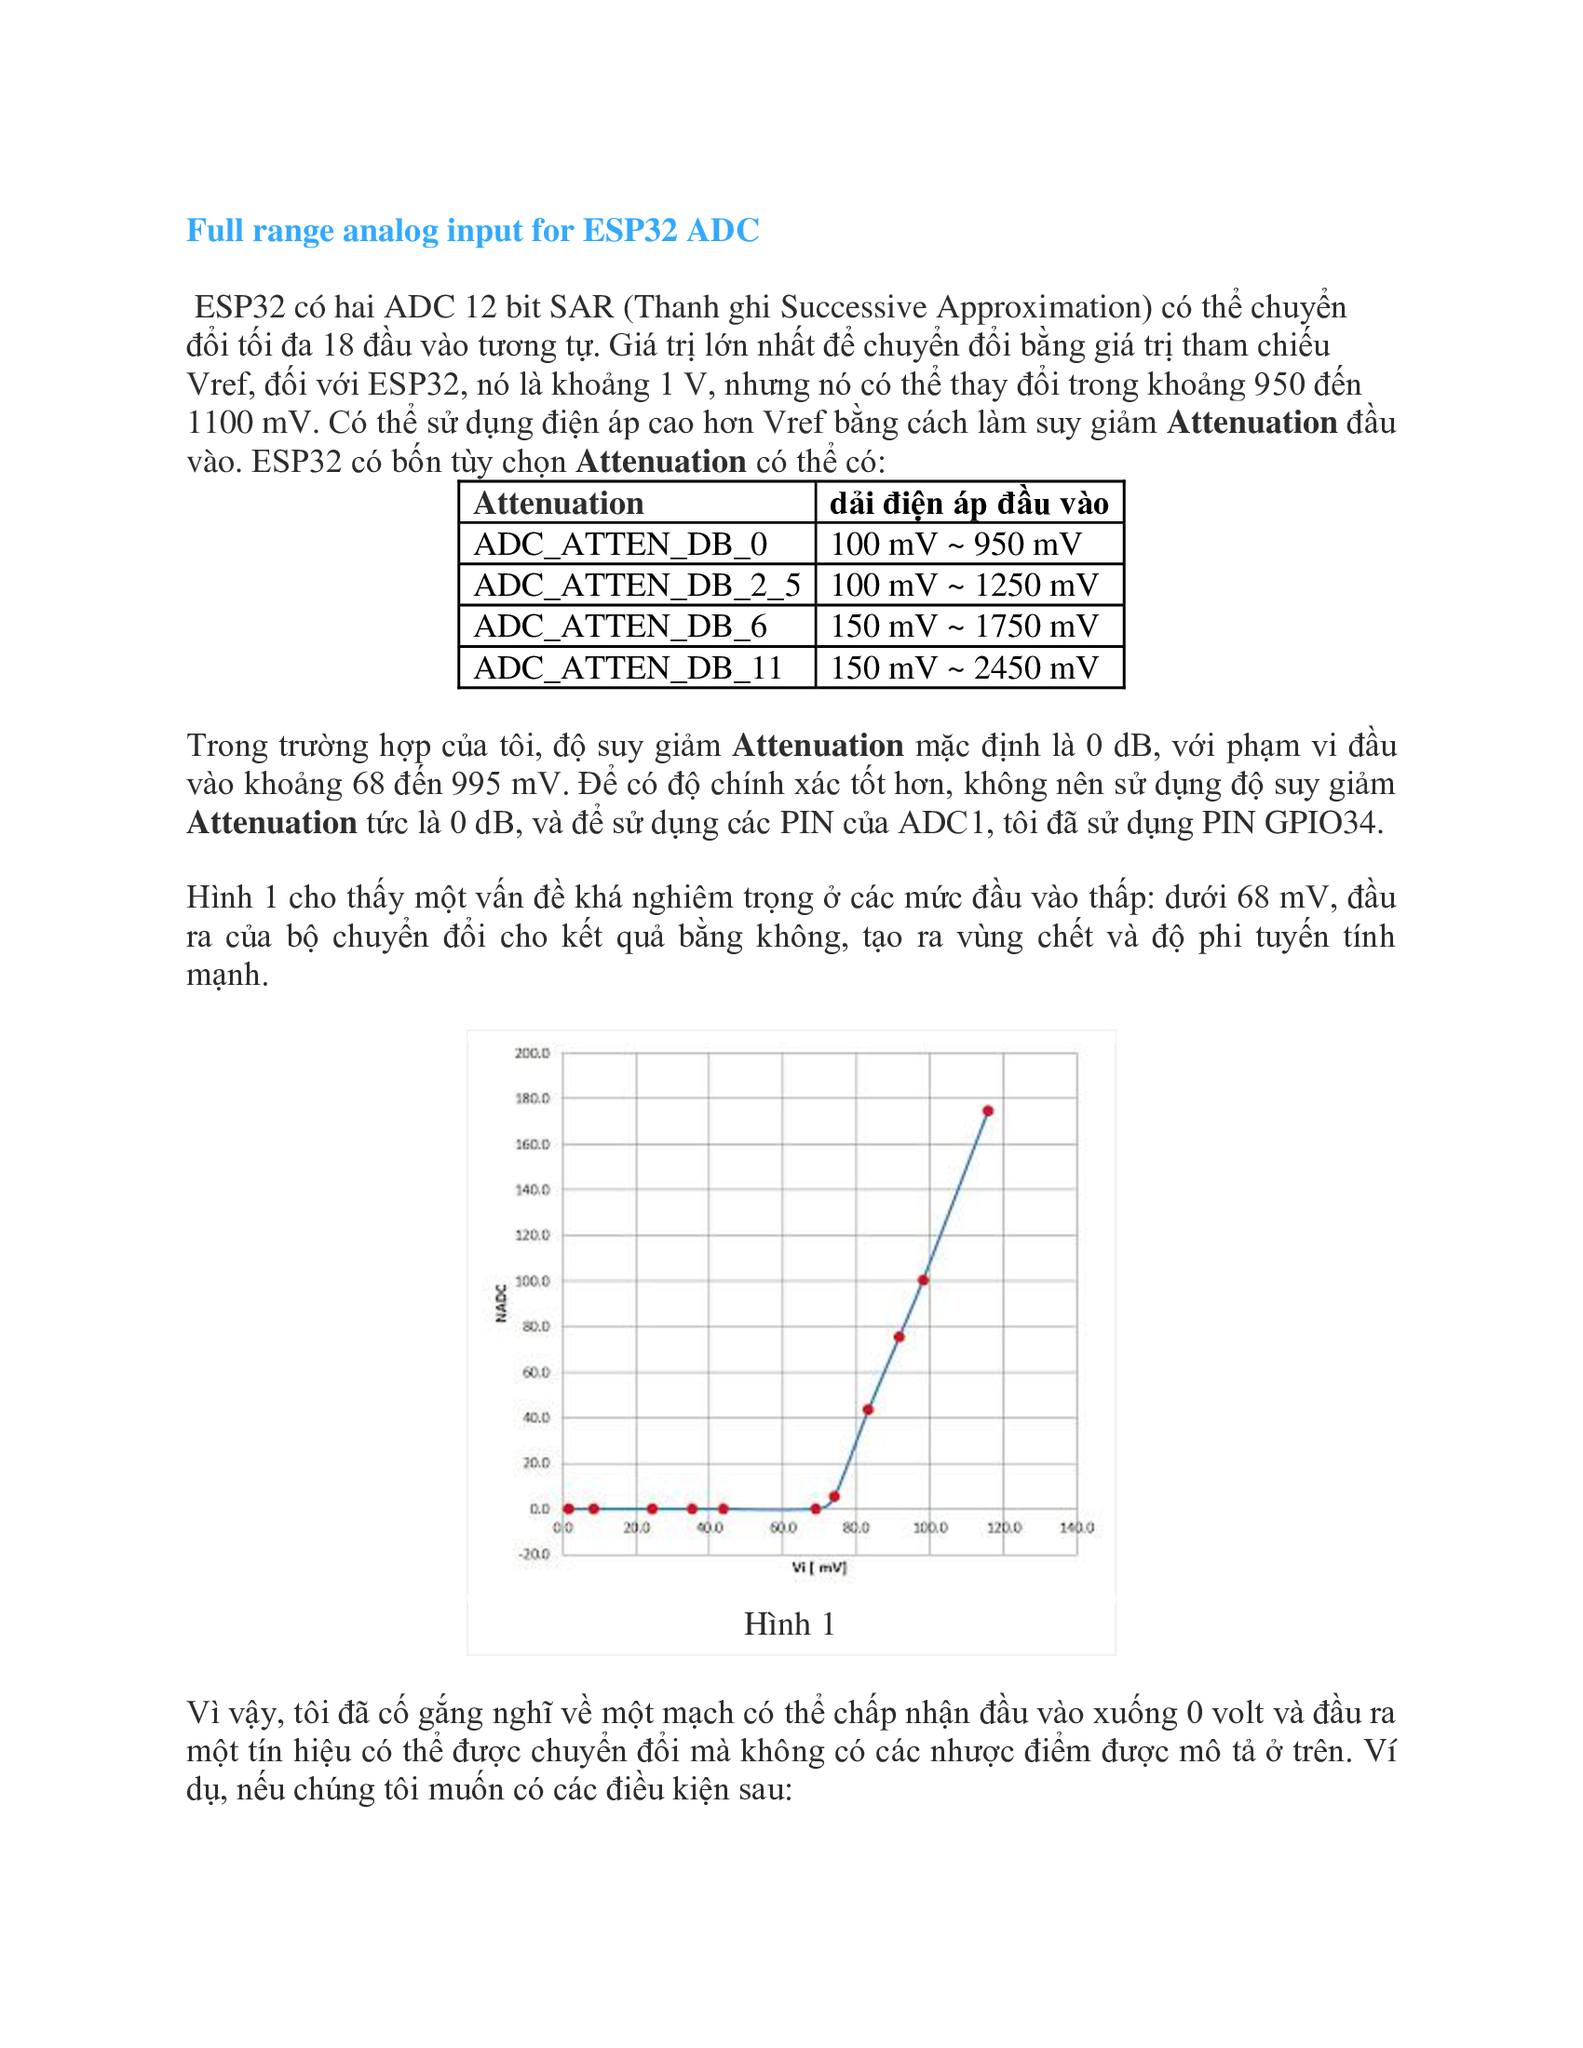 Full range analog input for ESP32 ADC
ESP32 có hai ADC 12 bit SAR (Thanh ghi Successive Approximation) có thể chuyển
đổi tối đa 18 đầu vào tương tự. Giá trị lớn nhất để chuyển đổi bằng giá trị tham chiếu
Vref, đối với ESP32, nó là khoảng 1 V, nhưng nó có thể thay đổi trong khoảng 950 đến
1100 mV. Có thể sử dụng điện áp cao hơn Vref bằng cách làm suy giảm Attenuation đầu
vào. ESP32 có bốn tùy chọn Attenuation có thể có:
Attenuation dải điện áp đầu vào
ADC_ATTEN_DB_0 100 mV ~ 950 mV
ADC_ATTEN_DB_2_5 100 mV ~ 1250 mV
ADC_ATTEN_DB_6 150 mV ~ 1750 mV
ADC_ATTEN_DB_11 150 mV ~ 2450 mV
Trong trường hợp của tôi, độ suy giảm Attenuation mặc định là 0 dB, với phạm vi đầu
vào khoảng 68 đến 995 mV. Để có độ chính xác tốt hơn, không nên sử dụng độ suy giảm
Attenuation tức là 0 dB, và để sử dụng các PIN của ADC1, tôi đã sử dụng PIN GPIO34.
Hình 1 cho thấy một vấn đề khá nghiêm trọng ở các mức đầu vào thấp: dưới 68 mV, đầu
ra của bộ chuyển đổi cho kết quả bằng không, tạo ra vùng chết và độ phi tuyến tính
mạnh.
200.0
180.0
160.0
140.0
120.0
100.0
80.0
60.0
40.0
20.0
0.0
-20.0
NADC
0.0 20.0 40.0 60.0 80.0 100.0 120.0 140.0
Vi [ mV]
Hình 1
Vì vậy, tôi đã cố gắng nghĩ về một mạch có thể chấp nhận đầu vào xuống 0 volt và đầu ra
một tín hiệu có thể được chuyển đổi mà không có các nhược điểm được mô tả ở trên. Ví
dụ, nếu chúng tôi muốn có các điều kiện sau: